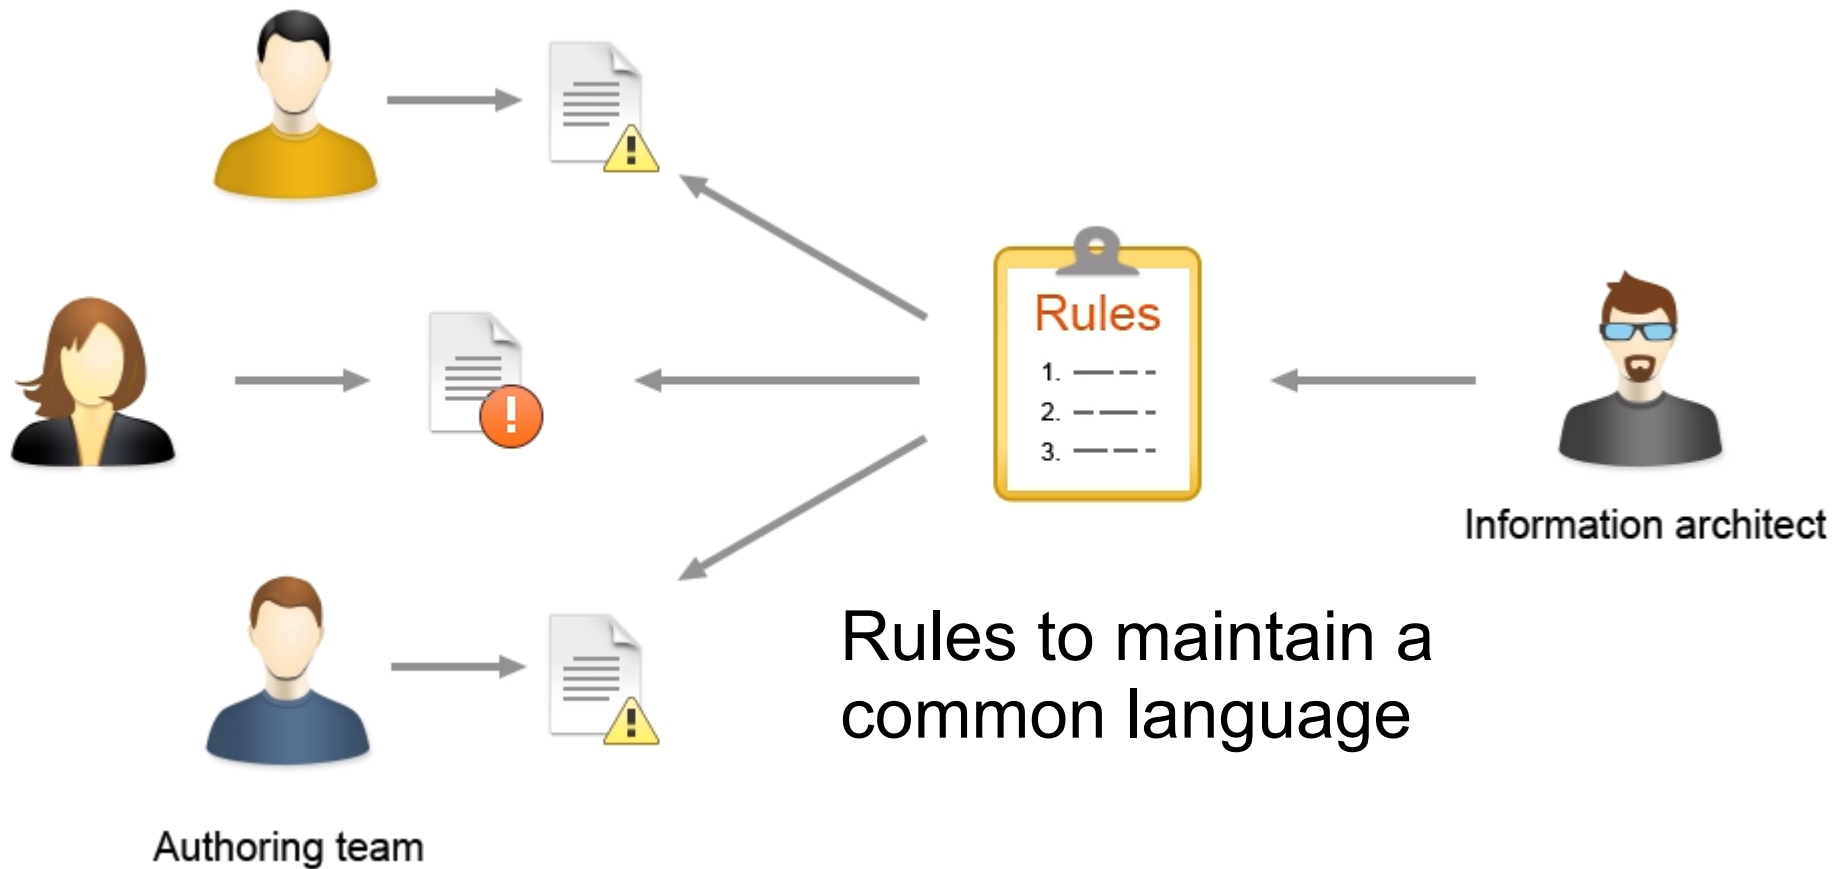 Rules
1.
2.
3.
Information architect
Rules to maintain a
common language
Authoring team